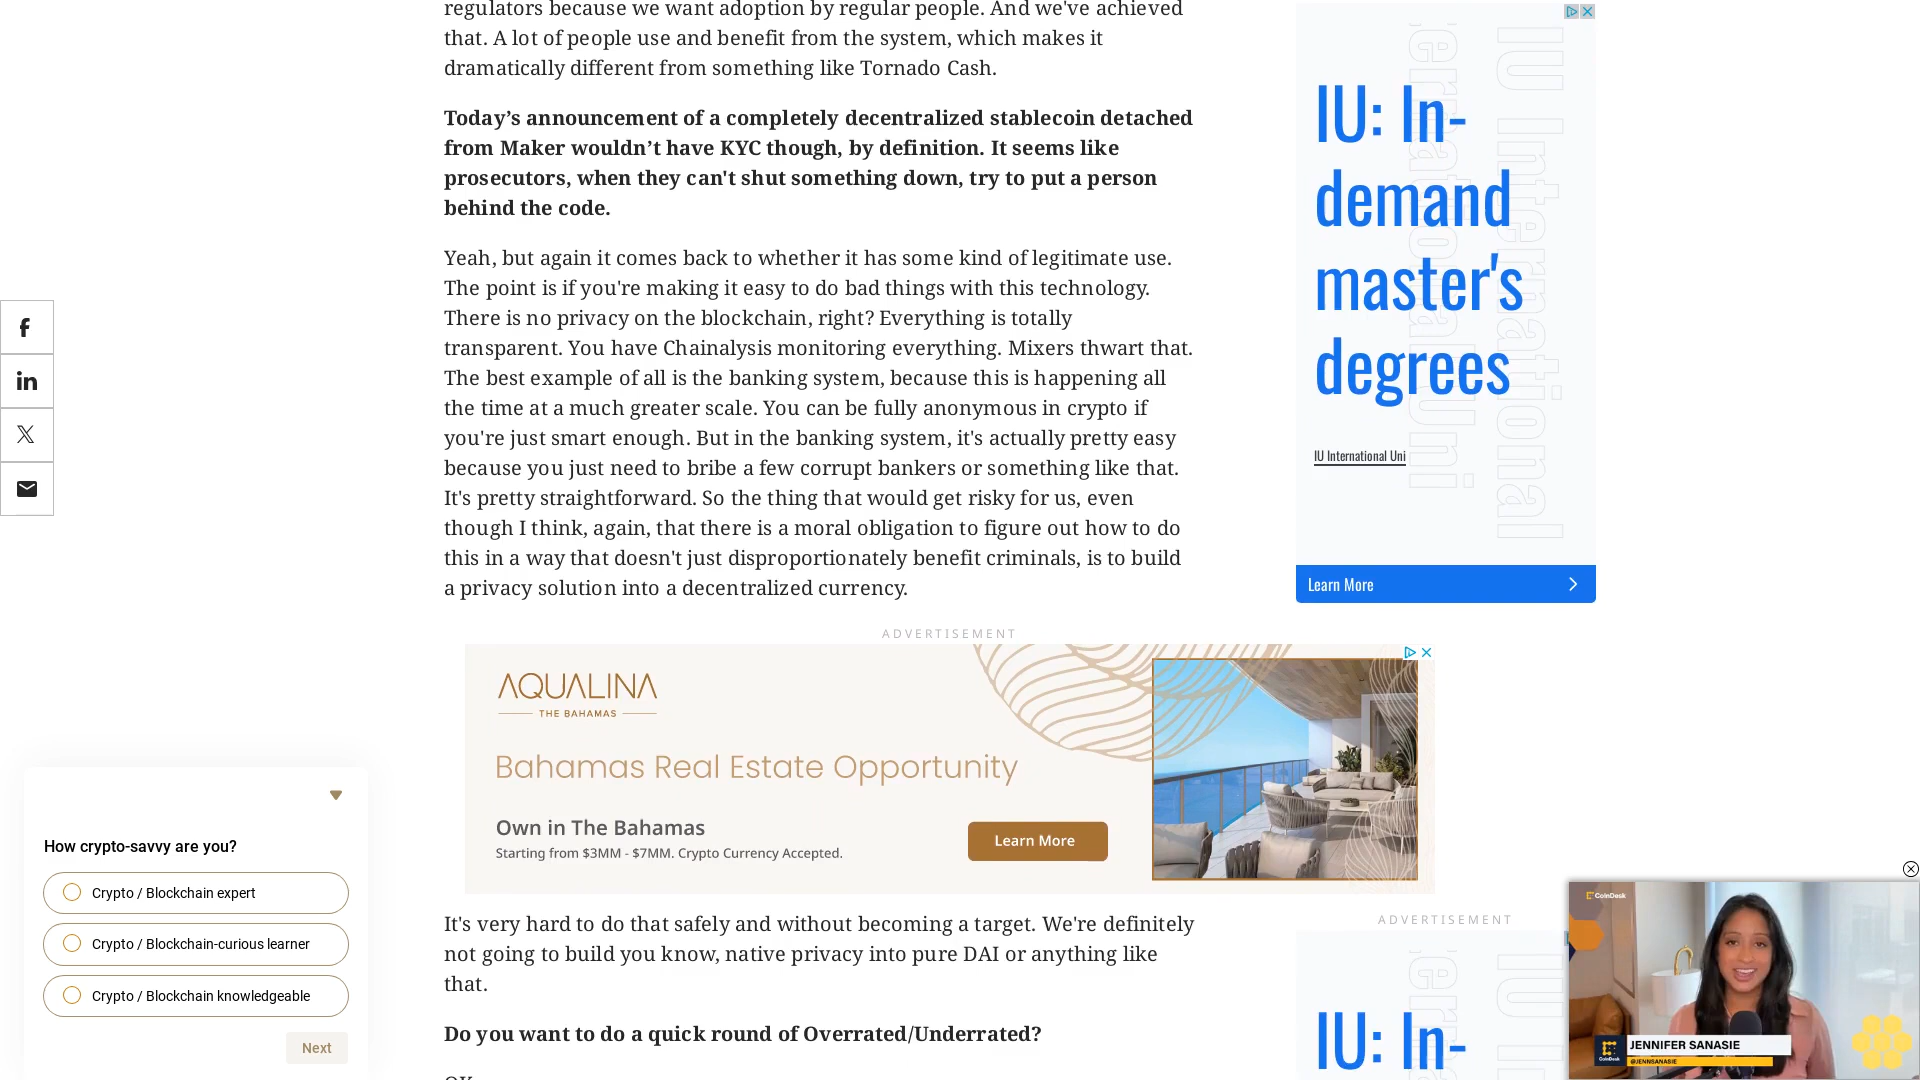 regulators because we want adoption by regular people. And we've achieved
that. A lot of people use and benefit from the system, which makes it
dramatically different from something like Tornado Cash.
Today’s announcement of a completely decentralized stablecoin detached
from Maker wouldn’t have KYC though, by definition. It seems like
prosecutors, when they can't shut something down, try to put a person
behind the code.
Yeah, but again it comes back to whether it has some kind of legitimate use.
The point is if you're making it easy to do bad things with this technology.
There is no privacy on the blockchain, right? Everything is totally
transparent. You have Chainalysis monitoring everything. Mixers thwart that.
The best example of all is the banking system, because this is happening all
the time at a much greater scale. You can be fully anonymous in crypto if
you're just smart enough. But in the banking system, it's actually pretty easy
because you just need to bribe a few corrupt bankers or something like that.
It's pretty straightforward. So the thing that would get risky for us, even
though I think, again, that there is a moral obligation to figure out how to do
this in a way that doesn't just disproportionately benefit criminals, is to build
a privacy solution into a decentralized currency.
ADVERTISEMENT
AQUALINA
THE BAHAMAS
Bahamas Real Estate Opportunity
Own in The Bahamas
Starting from $3MM - $7MM. Crypto Currency Accepted.
Learn More
It's very hard to do that safely and without becoming a target. We're definitely
not going to build you know, native privacy into pure DAI or anything like
that.
Do you want to do a quick round of Overrated/Underrated?
IU: In-
demand
master's
degrees
IU International Uni
IU International
Learn More
ADVERTISEMENT
IU: In-
How crypto-savvy are you?
Crypto / Blockchain expert
Crypto / Blockchain-curious learner
Crypto / Blockchain knowledgeable
Next
CoinDesk
JENNIFER SANASIE
@JENNSANASIE
CoinDesk